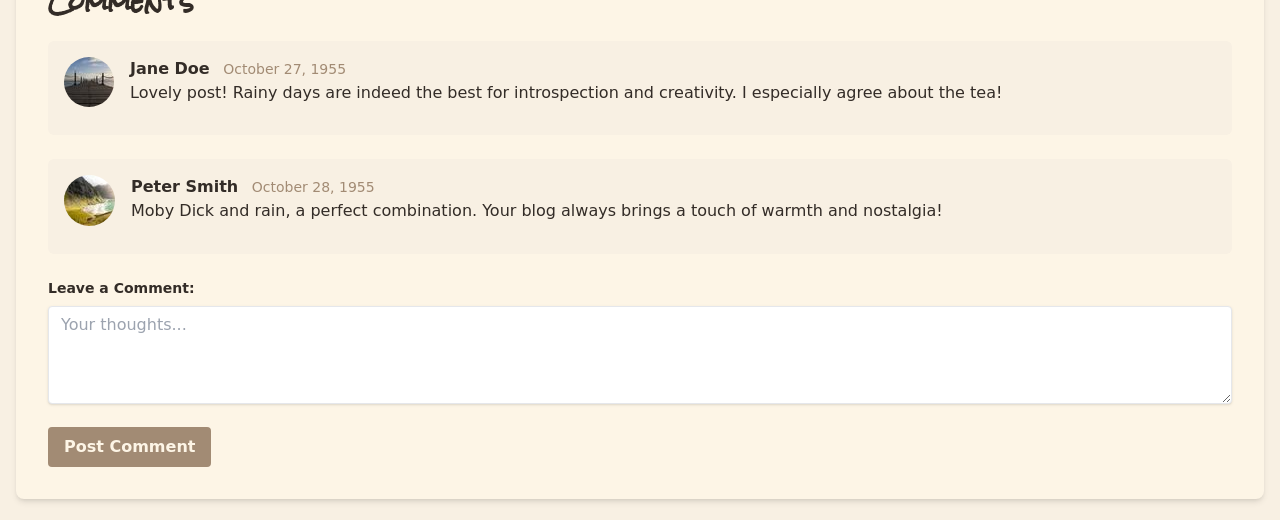 Comments
Jane Doe October 27, 1955
Lovely post! Rainy days are indeed the best for introspection and creativity. I especially agree about the tea!
Peter Smith October 28, 1955
Moby Dick and rain, a perfect combination. Your blog always brings a touch of warmth and nostalgia!
Leave a Comment:
Your thoughts...
Post Comment